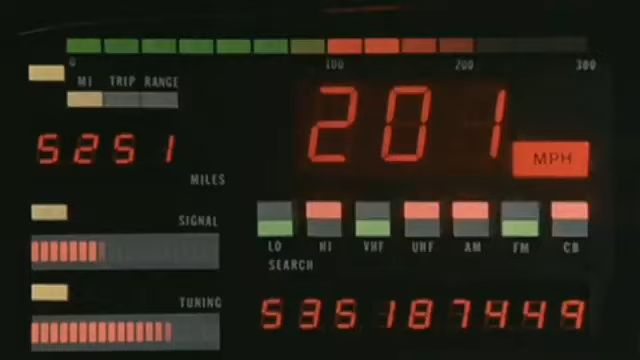 0 100 200 300
MI TRIP RANGE
201
MPH
5251
MILES
SIGNAL
LO HI VHF UHF AM FM CB
SEARCH
TUNING
535187449